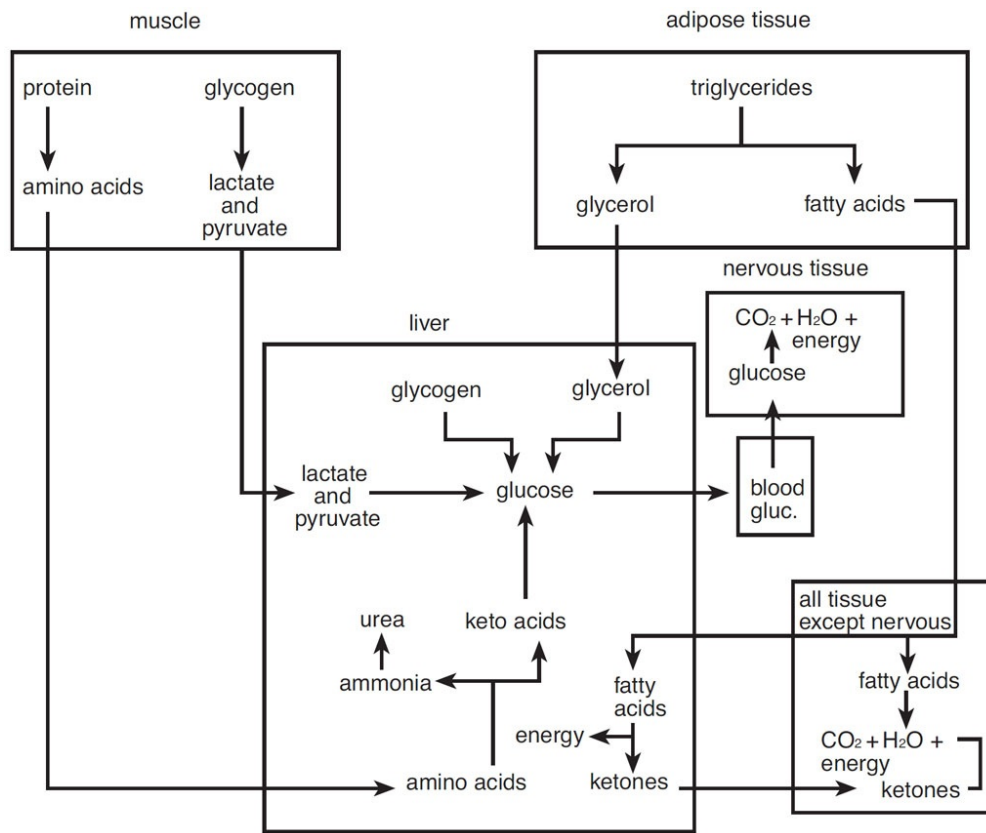 muscle
adipose tissue
protein
glycogen
triglycerides
amino acids
lactate
and
pyruvate
glycerol
fatty acids
nervous tissue
CO₂ + H₂O +
energy
glucose
liver
glycogen
glycerol
lactate
and
pyruvate
glucose
blood
gluc.
urea
keto acids
ammonia
fatty
acids
energy
amino acids
ketones
all tissue
except nervous
fatty acids
CO₂ + H₂O +
energy
ketones